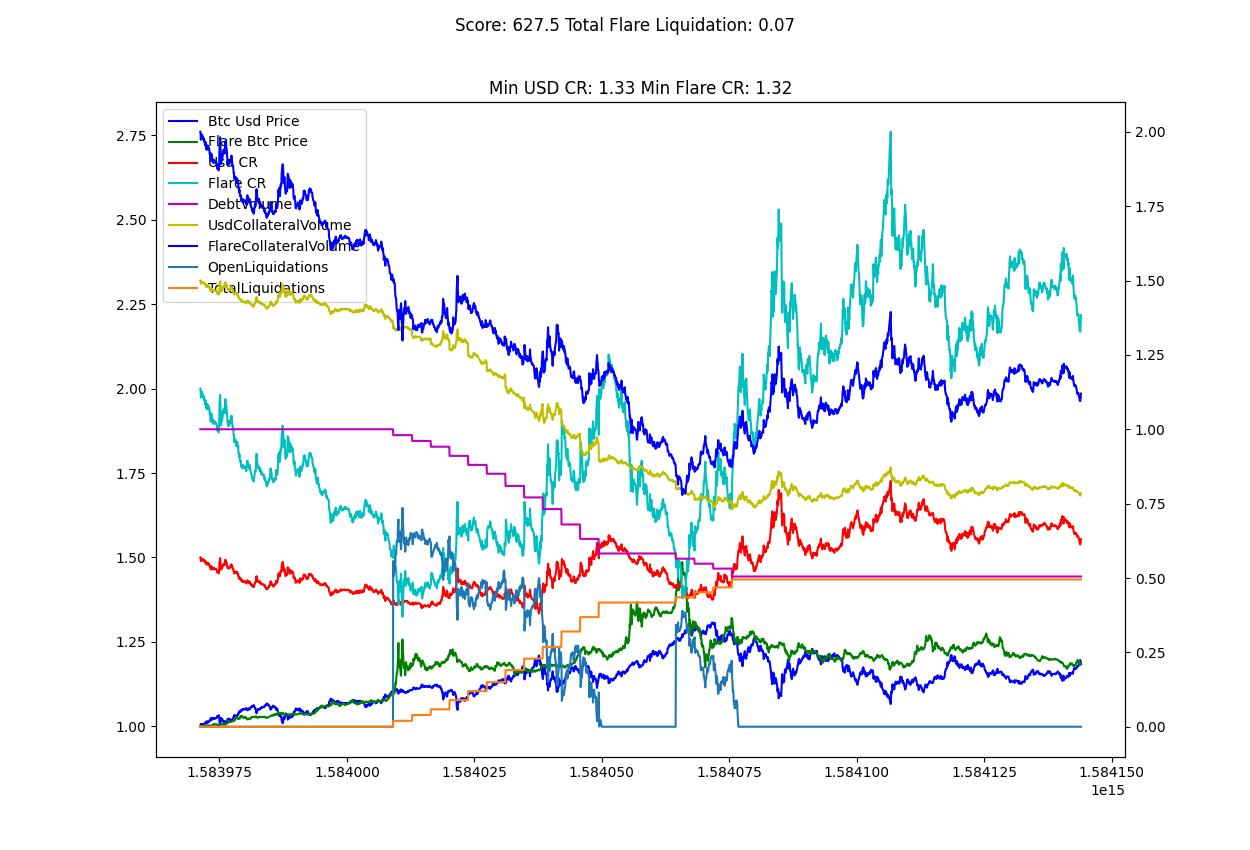 Score: 627.5 Total Flare Liquidation: 0.07
Min USD CR: 1.33 Min Flare CR: 1.32
Btc Usd Price
Flare Btc Price
Usd CR
Flare CR
DebtVolume
UsdCollateralVolume
FlareCollateralVolume
OpenLiquidations
TotalLiquidations
2.75
2.50
2.25
2.00
1.75
1.50
1.25
1.00
2.00
1.75
1.50
1.25
1.00
0.75
0.50
0.25
0.00
1.583975 1.584000 1.584025 1.584050 1.584075 1.584100 1.584125 1.584150
1e15